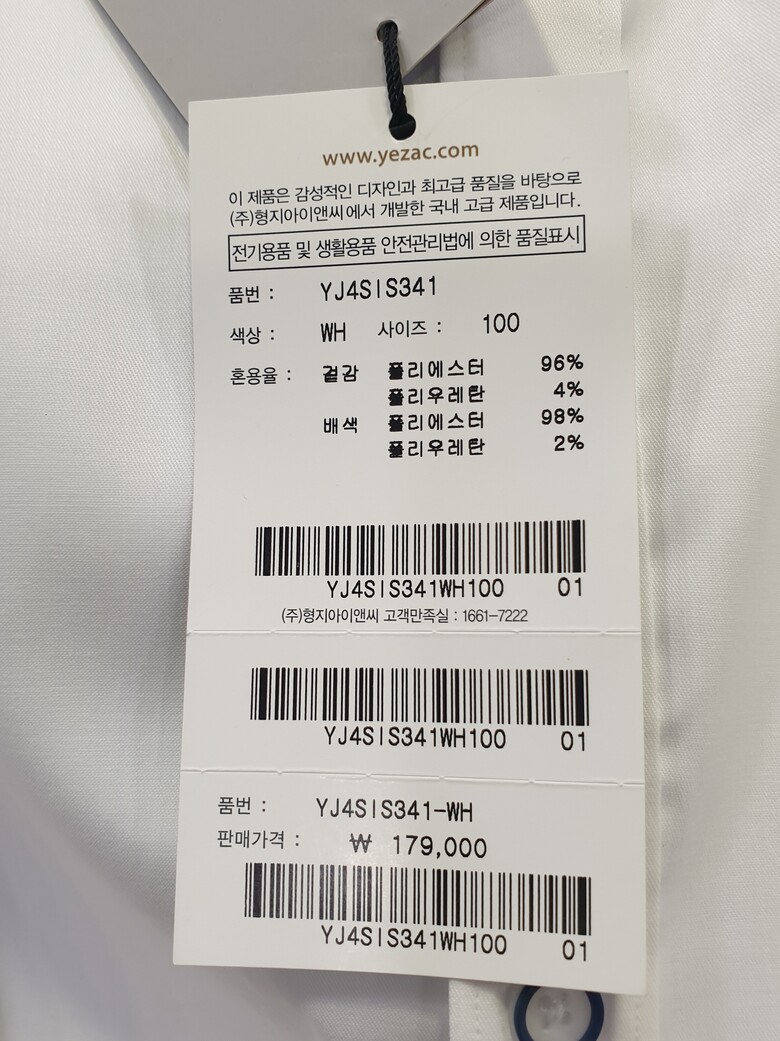 www.yezac.com
이 제품은 감성적인 디자인과 최고급 품질을 바탕으로
(주)형지아이앤씨에서 개발한 국내 고급 제품입니다.
전기용품 및 생활용품 안전관리법에 의한 품질표시
품번 : YJ4SIS341
색상 : WH 사이즈 : 100
혼용율 : 겉감 폴리에스터 96%
폴리우레탄 4%
배색 폴리에스터 98%
폴리우레탄 2%
YJ4SIS341WH100 01
(주)형지아이앤씨 고객만족실 : 1661-7222
YJ4SIS341WH100 01
품번 : YJ4SIS341-WH
판매가격 : ₩ 179,000
YJ4SIS341WH100 01